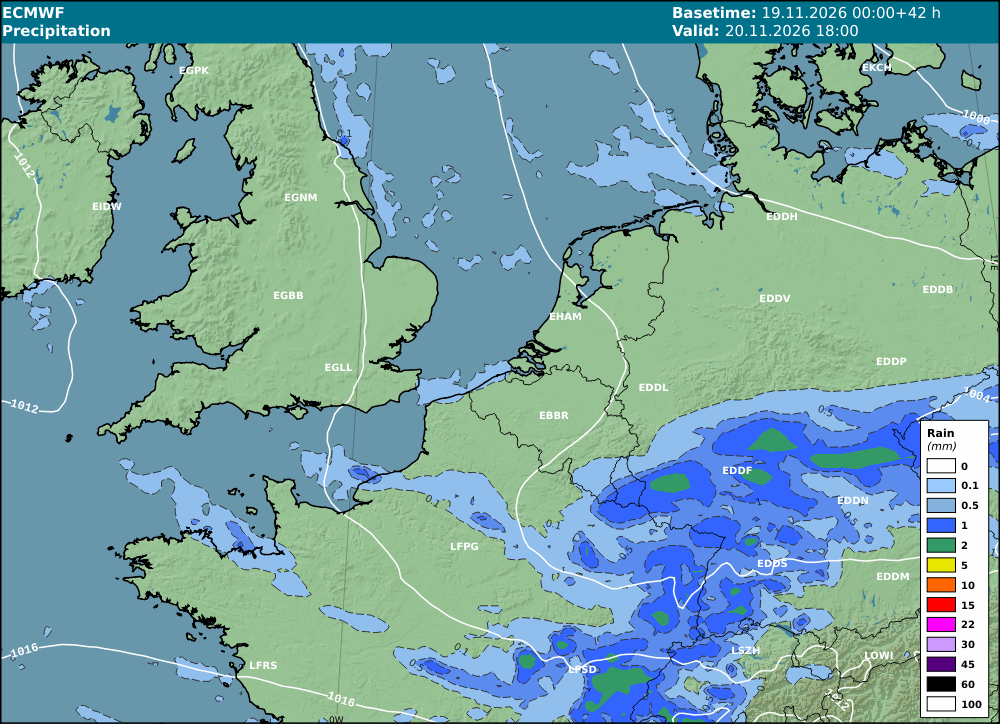 ECMWF
Precipitation
Basetime: 19.11.2026 00:00+42 h
Valid: 20.11.2026 18:00
EGPK
EKCH
1000
0.1
0.1
1012
EIDW
EGNM
EDDH
EGBB
EDDV
EDDB
EHAM
EGLL
EDDP
EDDL
1012
1004
EBBR
0.5
EDDF
EDDN
LFPG
EDDS
EDDM
LFRS
LFSD
LSZH
LOWI
1016
1016
1012
0W
Rain
(mm)
0
0.1
0.5
1
2
5
10
15
22
30
45
60
100